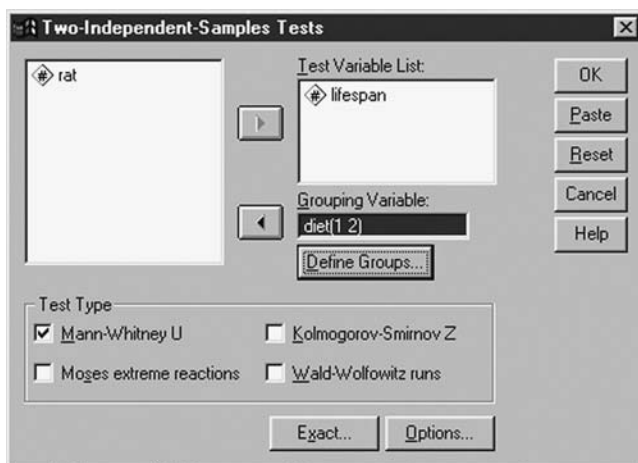 Two-Independent-Samples Tests
rat
Test Variable List:
lifespan
Grouping Variable:
diet(1 2)
Define Groups...
OK
Paste
Reset
Cancel
Help
Test Type
Mann-Whitney U
Kolmogorov-Smirnov Z
Moses extreme reactions
Wald-Wolfowitz runs
Exact...
Options...